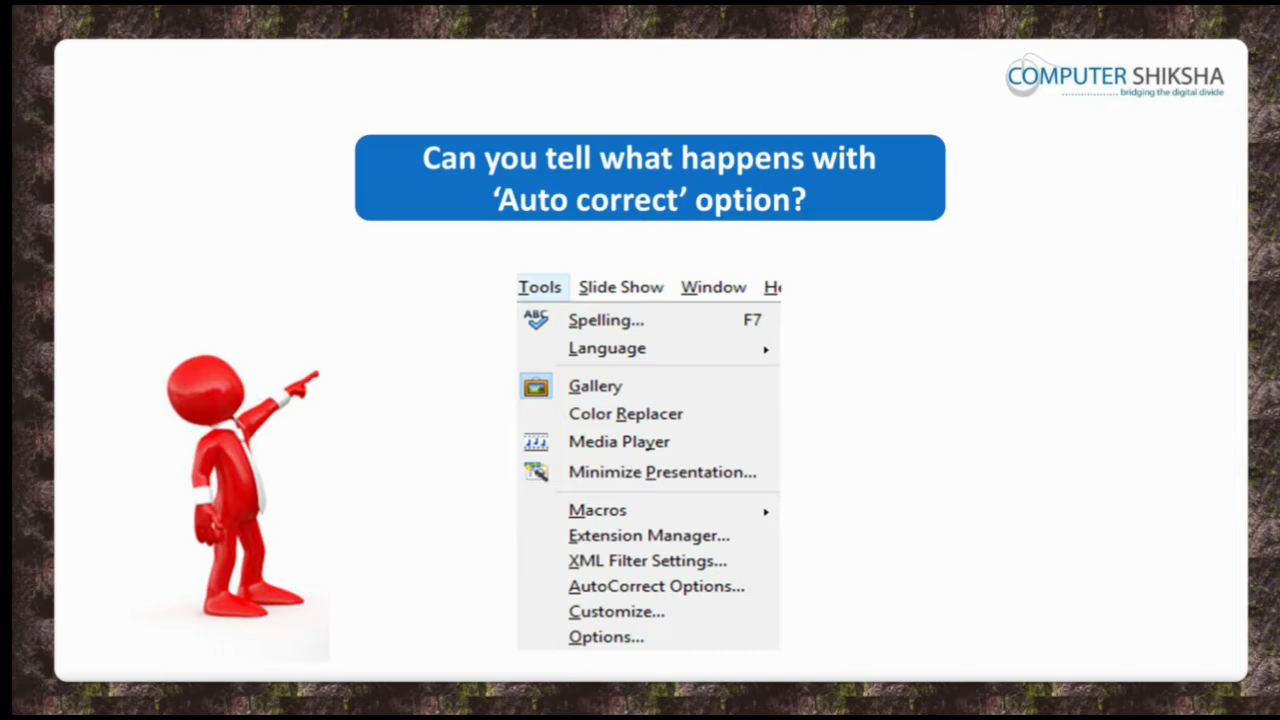 COMPUTER SHIKSHA
bridging the digital divide
Can you tell what happens with
‘Auto correct’ option?
Tools Slide Show Window He
ABC Spelling... F7
Language
Gallery
Color Replacer
Media Player
Minimize Presentation...
Macros
Extension Manager...
XML Filter Settings...
AutoCorrect Options...
Customize...
Options...